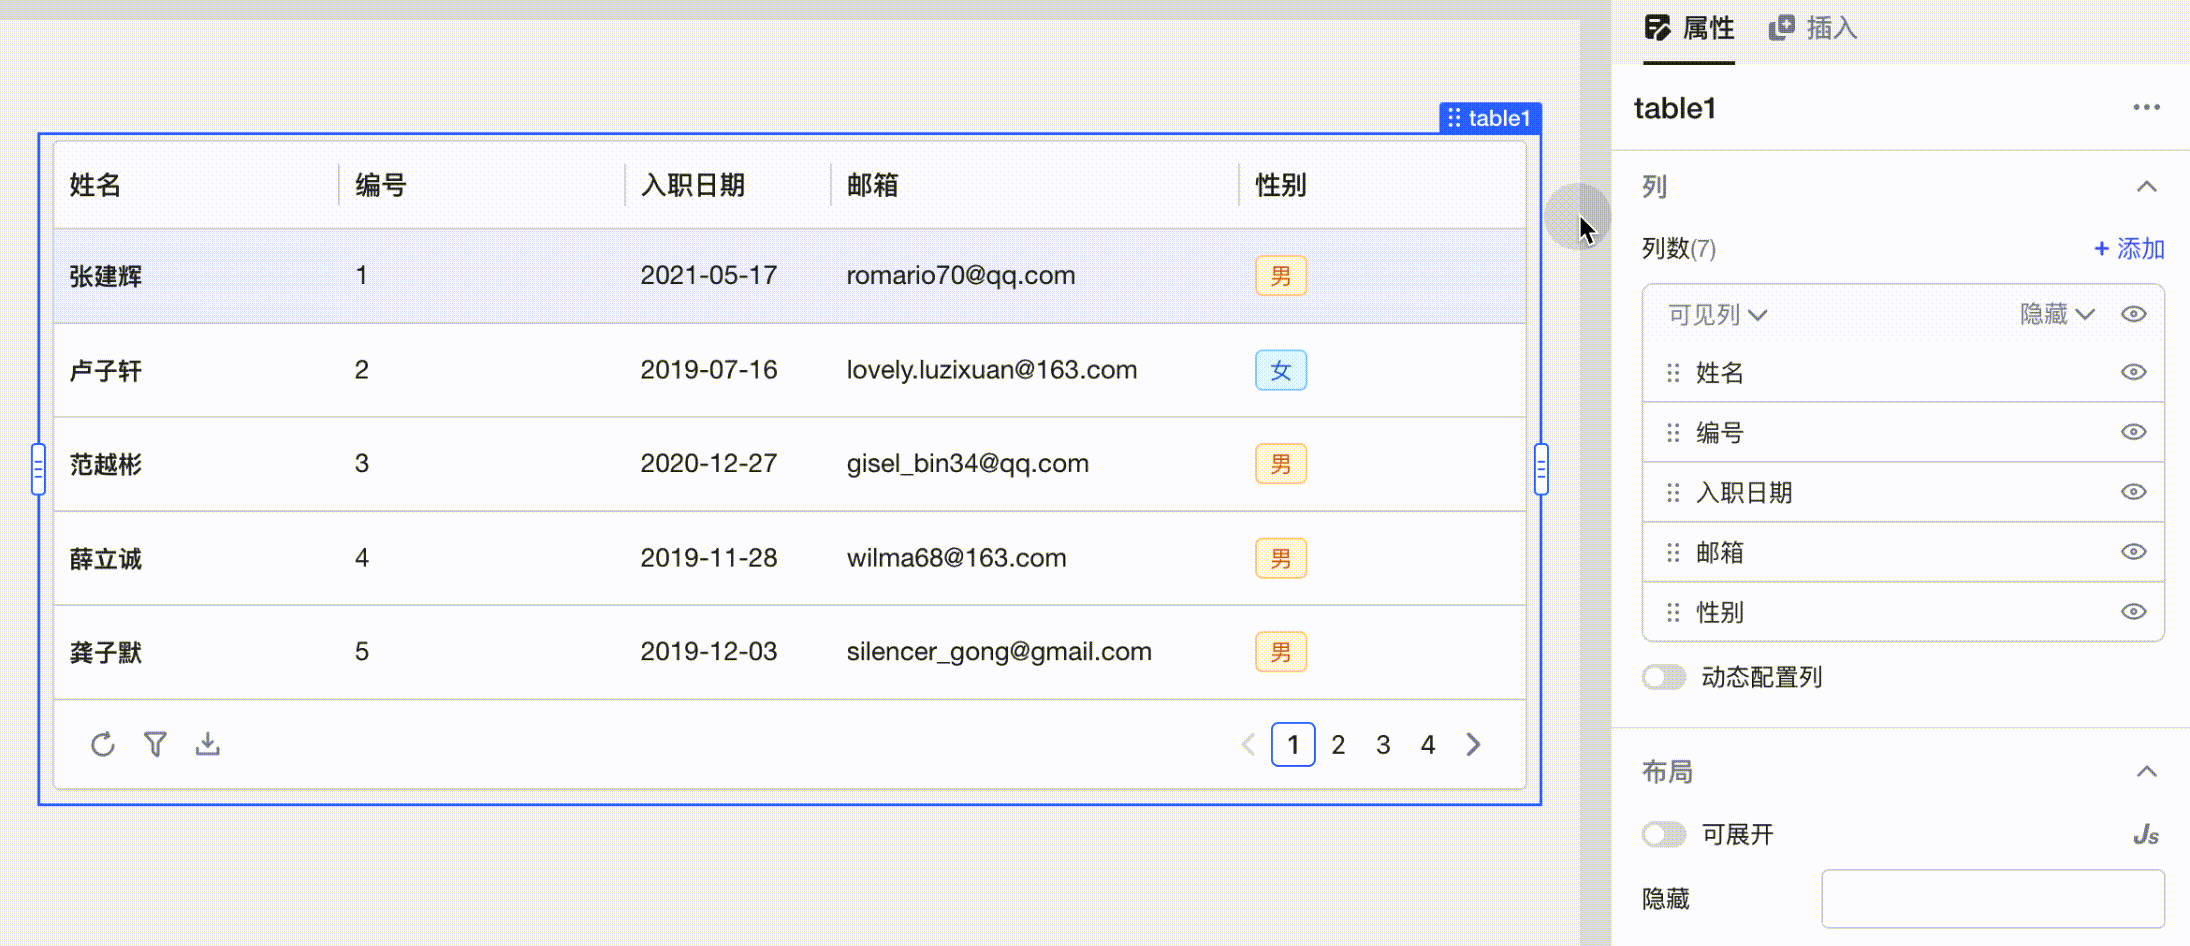 属性 插入
table1
table1
姓名 编号 入职日期 邮箱 性别
张建辉 1 2021-05-17 romario70@qq.com 男
卢子轩 2 2019-07-16 lovely.luzixuan@163.com 女
范越彬 3 2020-12-27 gisel_bin34@qq.com 男
薛立诚 4 2019-11-28 wilma68@163.com 男
龚子默 5 2019-12-03 silencer_gong@gmail.com 男
1 2 3 4
列
列数(7) + 添加
可见列 隐藏
姓名
编号
入职日期
邮箱
性别
动态配置列
布局
可展开 Js
隐藏